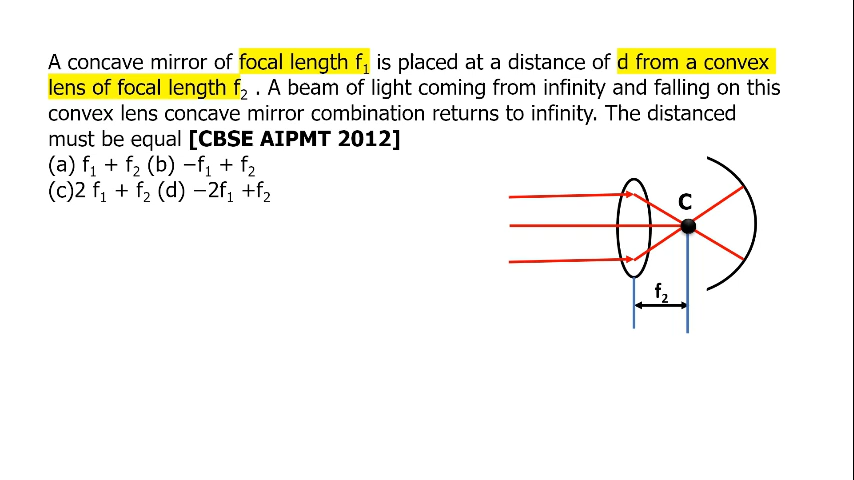 A concave mirror of focal length f₁ is placed at a distance of d from a convex
lens of focal length f₂ . A beam of light coming from infinity and falling on this
convex lens concave mirror combination returns to infinity. The distanced
must be equal [CBSE AIPMT 2012]
(a) f₁ + f₂ (b) −f₁ + f₂
(c)2 f₁ + f₂ (d) −2f₁ +f₂
C
f₂